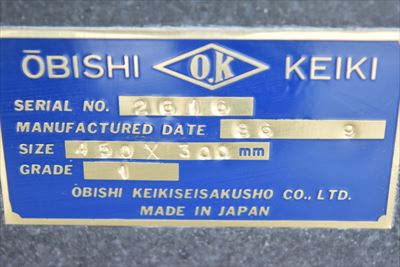 ŌBISHI O.K KEIKI
SERIAL NO. 2616
MANUFACTURED DATE 86 9
SIZE 450 X 300 mm
GRADE 1
ŌBISHI KEIKISEISAKUSHO CO., LTD.
MADE IN JAPAN